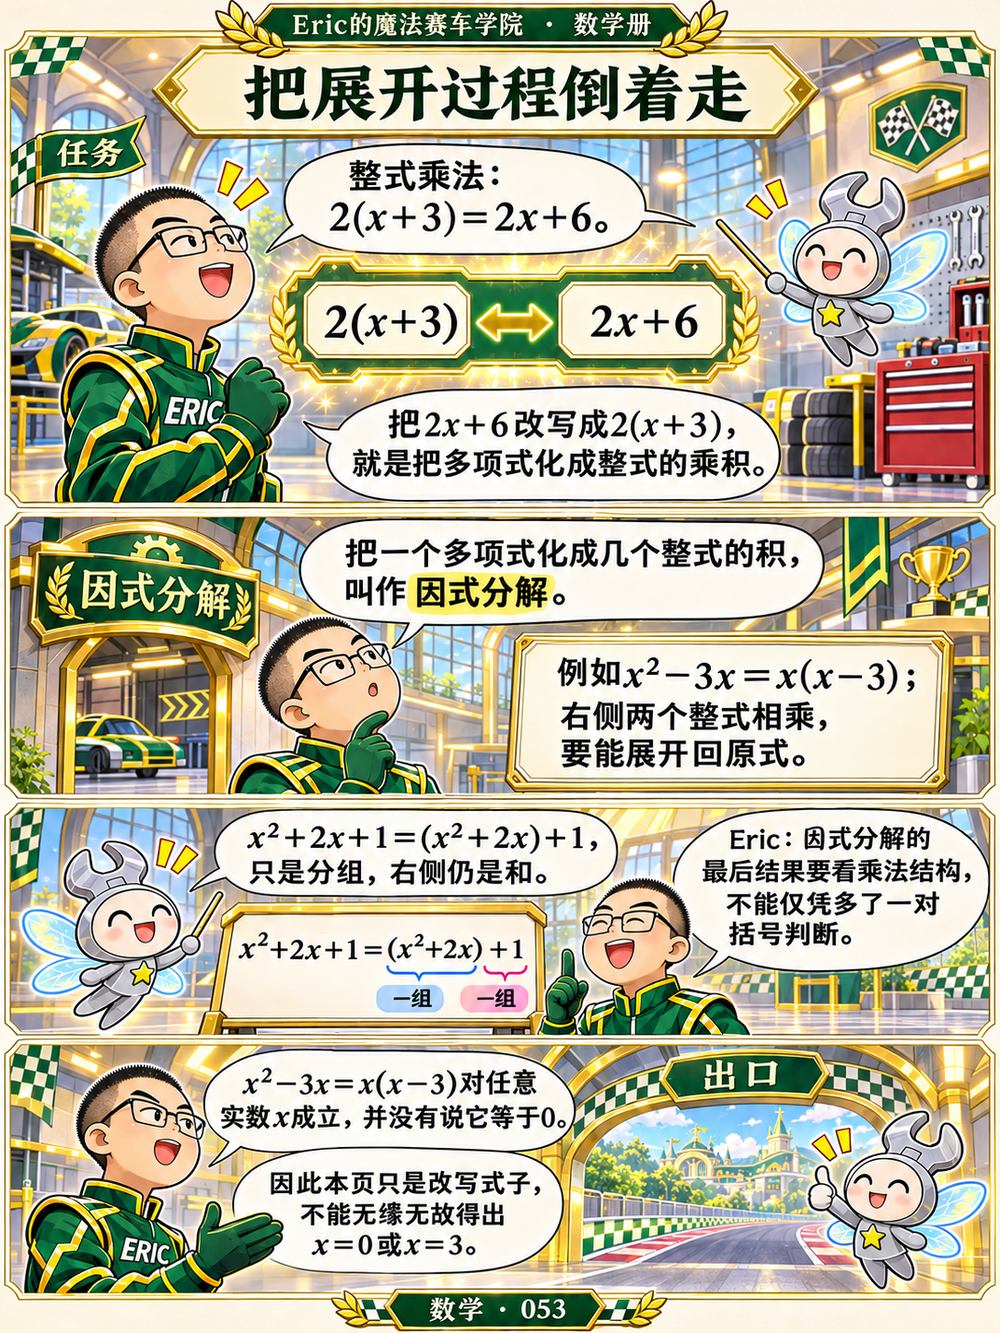 Eric的魔法赛车学院 · 数学册
把展开过程倒着走
任务
整式乘法：
2(x+3)=2x+6。
2(x+3)
2x+6
ERIC
把2x+6改写成2(x+3)，
就是把多项式化成整式的乘积。
因式分解
把一个多项式化成几个整式的积，
叫作因式分解。
例如x²−3x=x(x−3)；
右侧两个整式相乘，
要能展开回原式。
x²+2x+1=(x²+2x)+1，
只是分组，右侧仍是和。
x²+2x+1=(x²+2x)+1
一组
一组
Eric：因式分解的
最后结果要看乘法结构，
不能仅凭多了一对
括号判断。
x²−3x=x(x−3)对任意
实数x成立，并没有说它等于0。
因此本页只是改写式子，
不能无缘无故得出
x=0或x=3。
ERIC
出口
数学 · 053